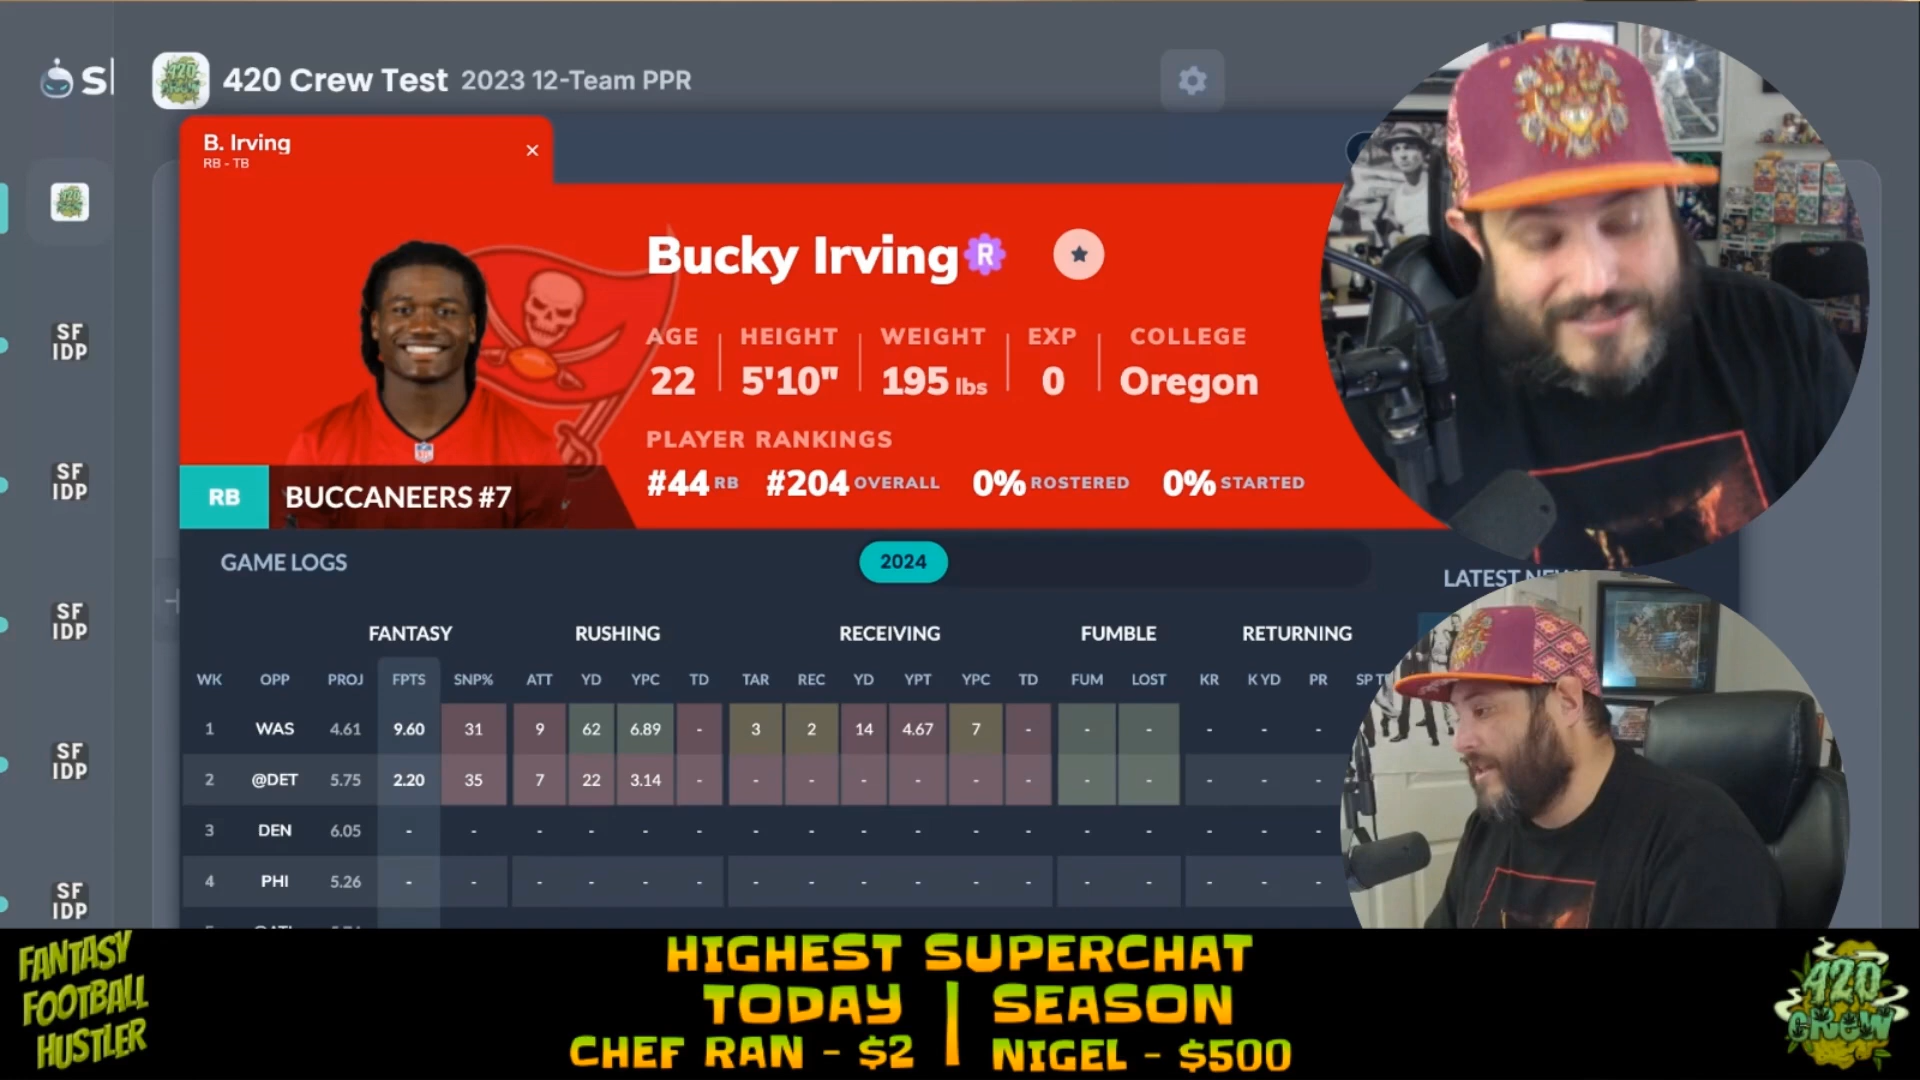 sl
420 Crew Test 2023 12-Team PPR
B. Irving
RB - TB
Bucky Irving R
AGE HEIGHT WEIGHT EXP COLLEGE
22 5'10" 195 lbs 0 Oregon
PLAYER RANKINGS
#44 RB #204 OVERALL 0% ROSTERED 0% STARTED
RB BUCCANEERS #7
SF
IDP
SF
IDP
SF
IDP
SF
IDP
SF
IDP
GAME LOGS 2024
LATEST
FANTASY RUSHING RECEIVING FUMBLE RETURNING
WK OPP PROJ FPTS SNP% ATT YD YPC TD TAR REC YD YPT YPC TD FUM LOST KR K YD PR SP
1 WAS 4.61 9.60 31 9 62 6.89 - 3 2 14 4.67 7 - - - - - -
2 @DET 5.75 2.20 35 7 22 3.14 - - - - - - - - - - - -
3 DEN 6.05 - - - - - - - - - - - - - - - - -
4 PHI 5.26 - - - - - - - - - - - - - - - - -
FANTASY
FOOTBALL
HUSTLER
HIGHEST SUPERCHAT
TODAY | SEASON
CHEF RAN - $2 | NIGEL - $500
420
CREW